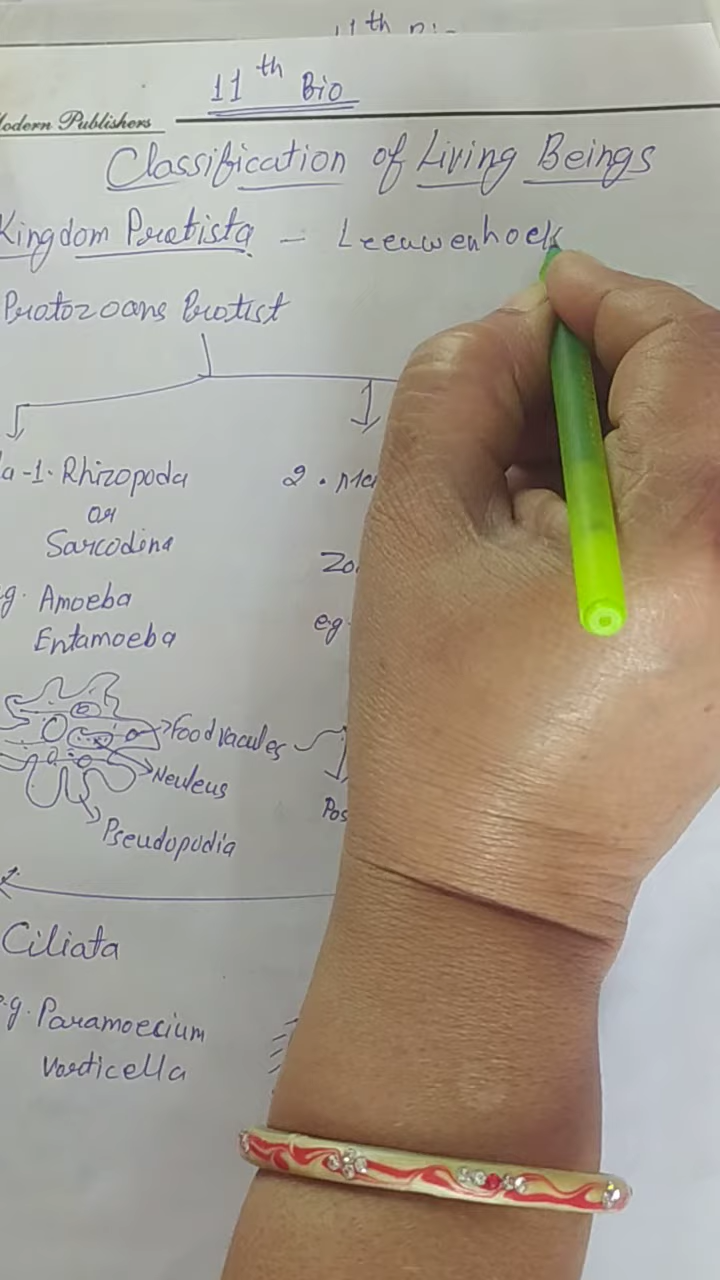 11th
11th Bio
Modern Publishers
Classification of Living Beings
Kingdom Protista - Leeuwenhoek
Protozoans Protist
-1. Rhizopoda
or
Sarcodina
g. Amoeba
Entamoeba
2.
e.g.
Food vacules
Neuleus
Pseudopodia
Ciliata
e.g. Paramoecium
Vorticella